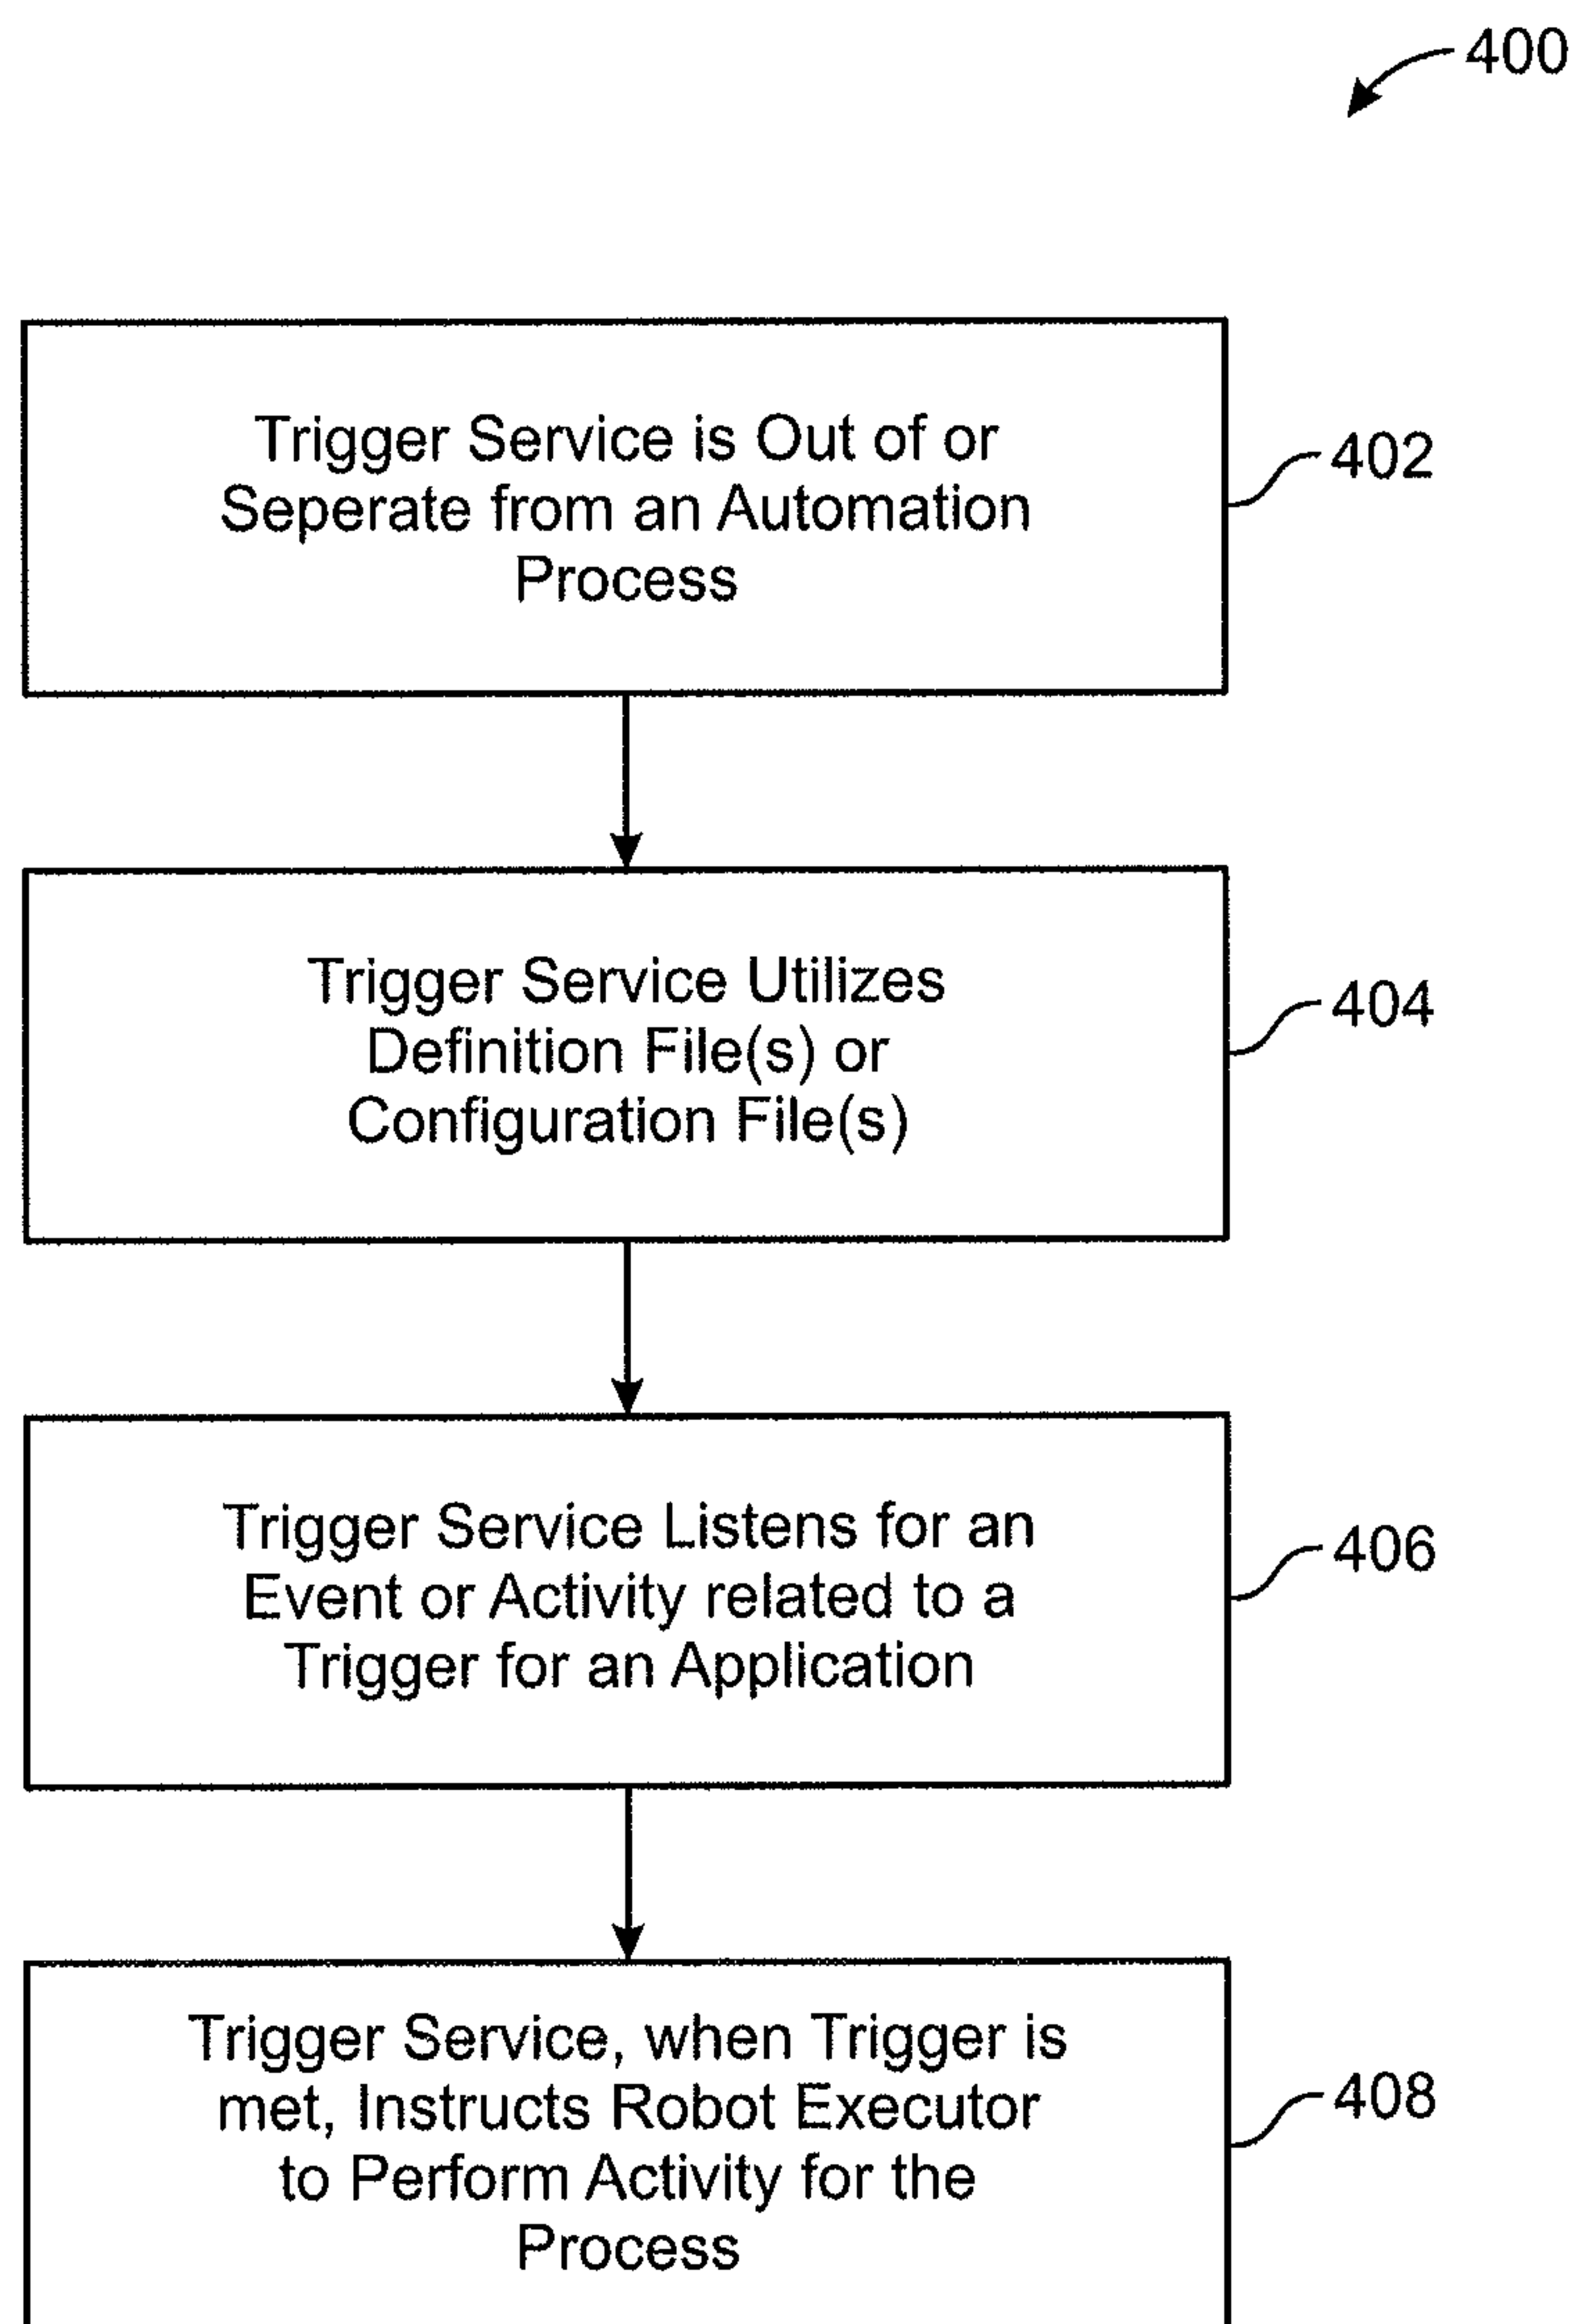 400
Trigger Service is Out of or
Seperate from an Automation
Process
402
Trigger Service Utilizes
Definition File(s) or
Configuration File(s)
404
Trigger Service Listens for an
Event or Activity related to a
Trigger for an Application
406
Trigger Service, when Trigger is
met, Instructs Robot Executor
to Perform Activity for the
Process
408